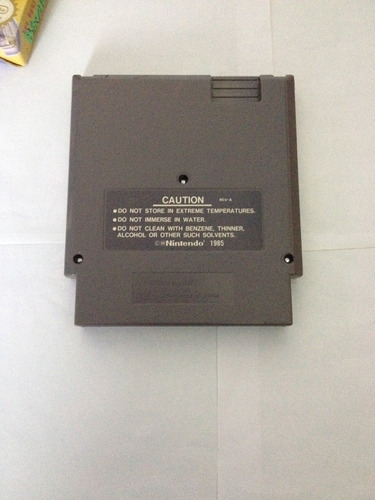 CAUTION REV-A
●DO NOT STORE IN EXTREME TEMPERATURES.
●DO NOT IMMERSE IN WATER.
●DO NOT CLEAN WITH BENZENE, THINNER,
ALCOHOL OR OTHER SUCH SOLVENTS.
Nintendo® 1985